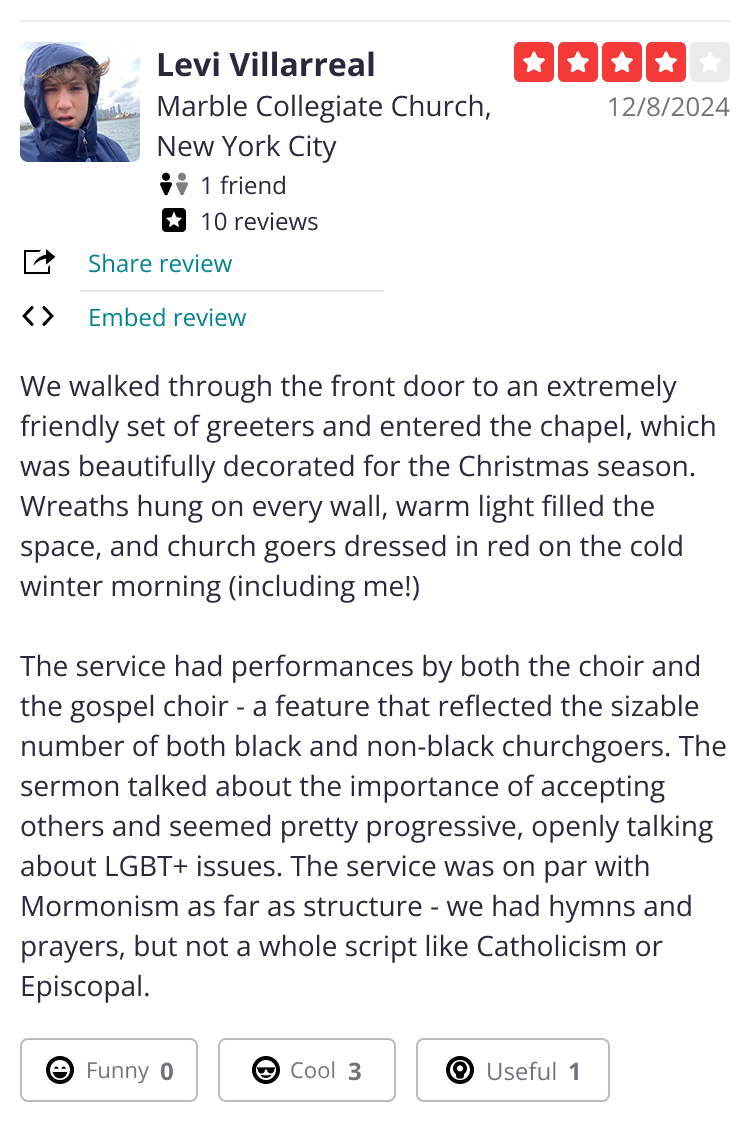 Levi Villarreal
12/8/2024
Marble Collegiate Church,
New York City
1 friend
10 reviews
Share review
Embed review
We walked through the front door to an extremely
friendly set of greeters and entered the chapel, which
was beautifully decorated for the Christmas season.
Wreaths hung on every wall, warm light filled the
space, and church goers dressed in red on the cold
winter morning (including me!)
The service had performances by both the choir and
the gospel choir - a feature that reflected the sizable
number of both black and non-black churchgoers. The
sermon talked about the importance of accepting
others and seemed pretty progressive, openly talking
about LGBT+ issues. The service was on par with
Mormonism as far as structure - we had hymns and
prayers, but not a whole script like Catholicism or
Episcopal.
Funny 0
Cool 3
Useful 1